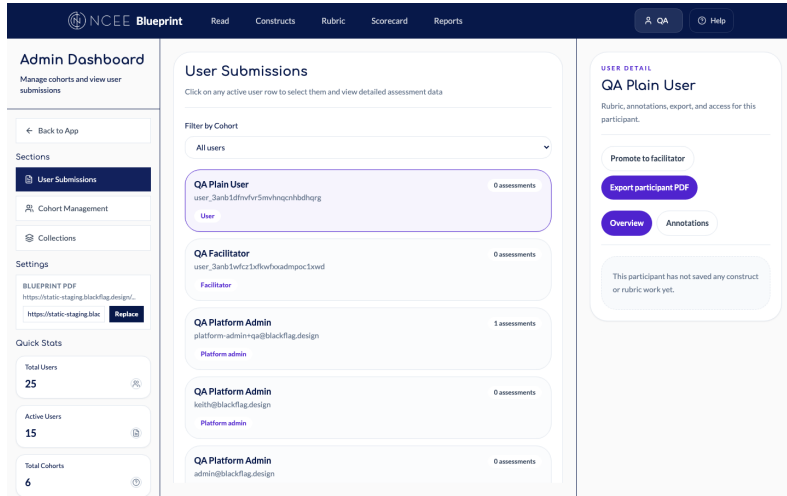 NCEE Blueprint
Read
Constructs
Rubric
Scorecard
Reports
QA
Help
Admin Dashboard
Manage cohorts and view user
submissions
← Back to App
Sections
User Submissions
Cohort Management
Collections
Settings
BLUEPRINT PDF
https://static-staging.blackflag.design/...
https://static-staging.blac
Replace
Quick Stats
Total Users
25
Active Users
15
Total Cohorts
6
User Submissions
Click on any active user row to select them and view detailed assessment data
Filter by Cohort
All users
QA Plain User
0 assessments
user_3anb1dfnvfvr5mvhnqcnhbdhqrg
User
QA Facilitator
0 assessments
user_3anb1wfcz1xfkwfxxadmpoc1xwd
Facilitator
QA Platform Admin
1 assessments
platform-admin+qa@blackflag.design
Platform admin
QA Platform Admin
0 assessments
keith@blackflag.design
Platform admin
QA Platform Admin
0 assessments
admin@blackflag.design
USER DETAIL
QA Plain User
Rubric, annotations, export, and access for this
participant.
Promote to facilitator
Export participant PDF
Overview
Annotations
This participant has not saved any construct
or rubric work yet.